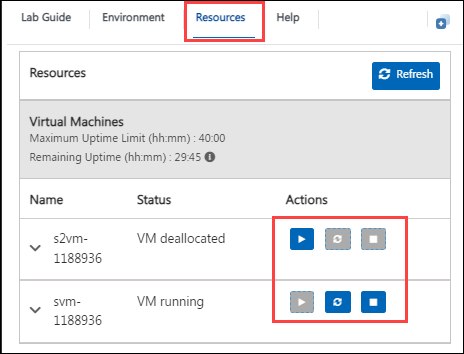 Lab Guide Environment Resources Help
Resources Refresh
Virtual Machines
Maximum Uptime Limit (hh:mm) : 40:00
Remaining Uptime (hh:mm) : 29:45
Name Status Actions
s2vm- VM deallocated
1188936
svm- VM running
1188936